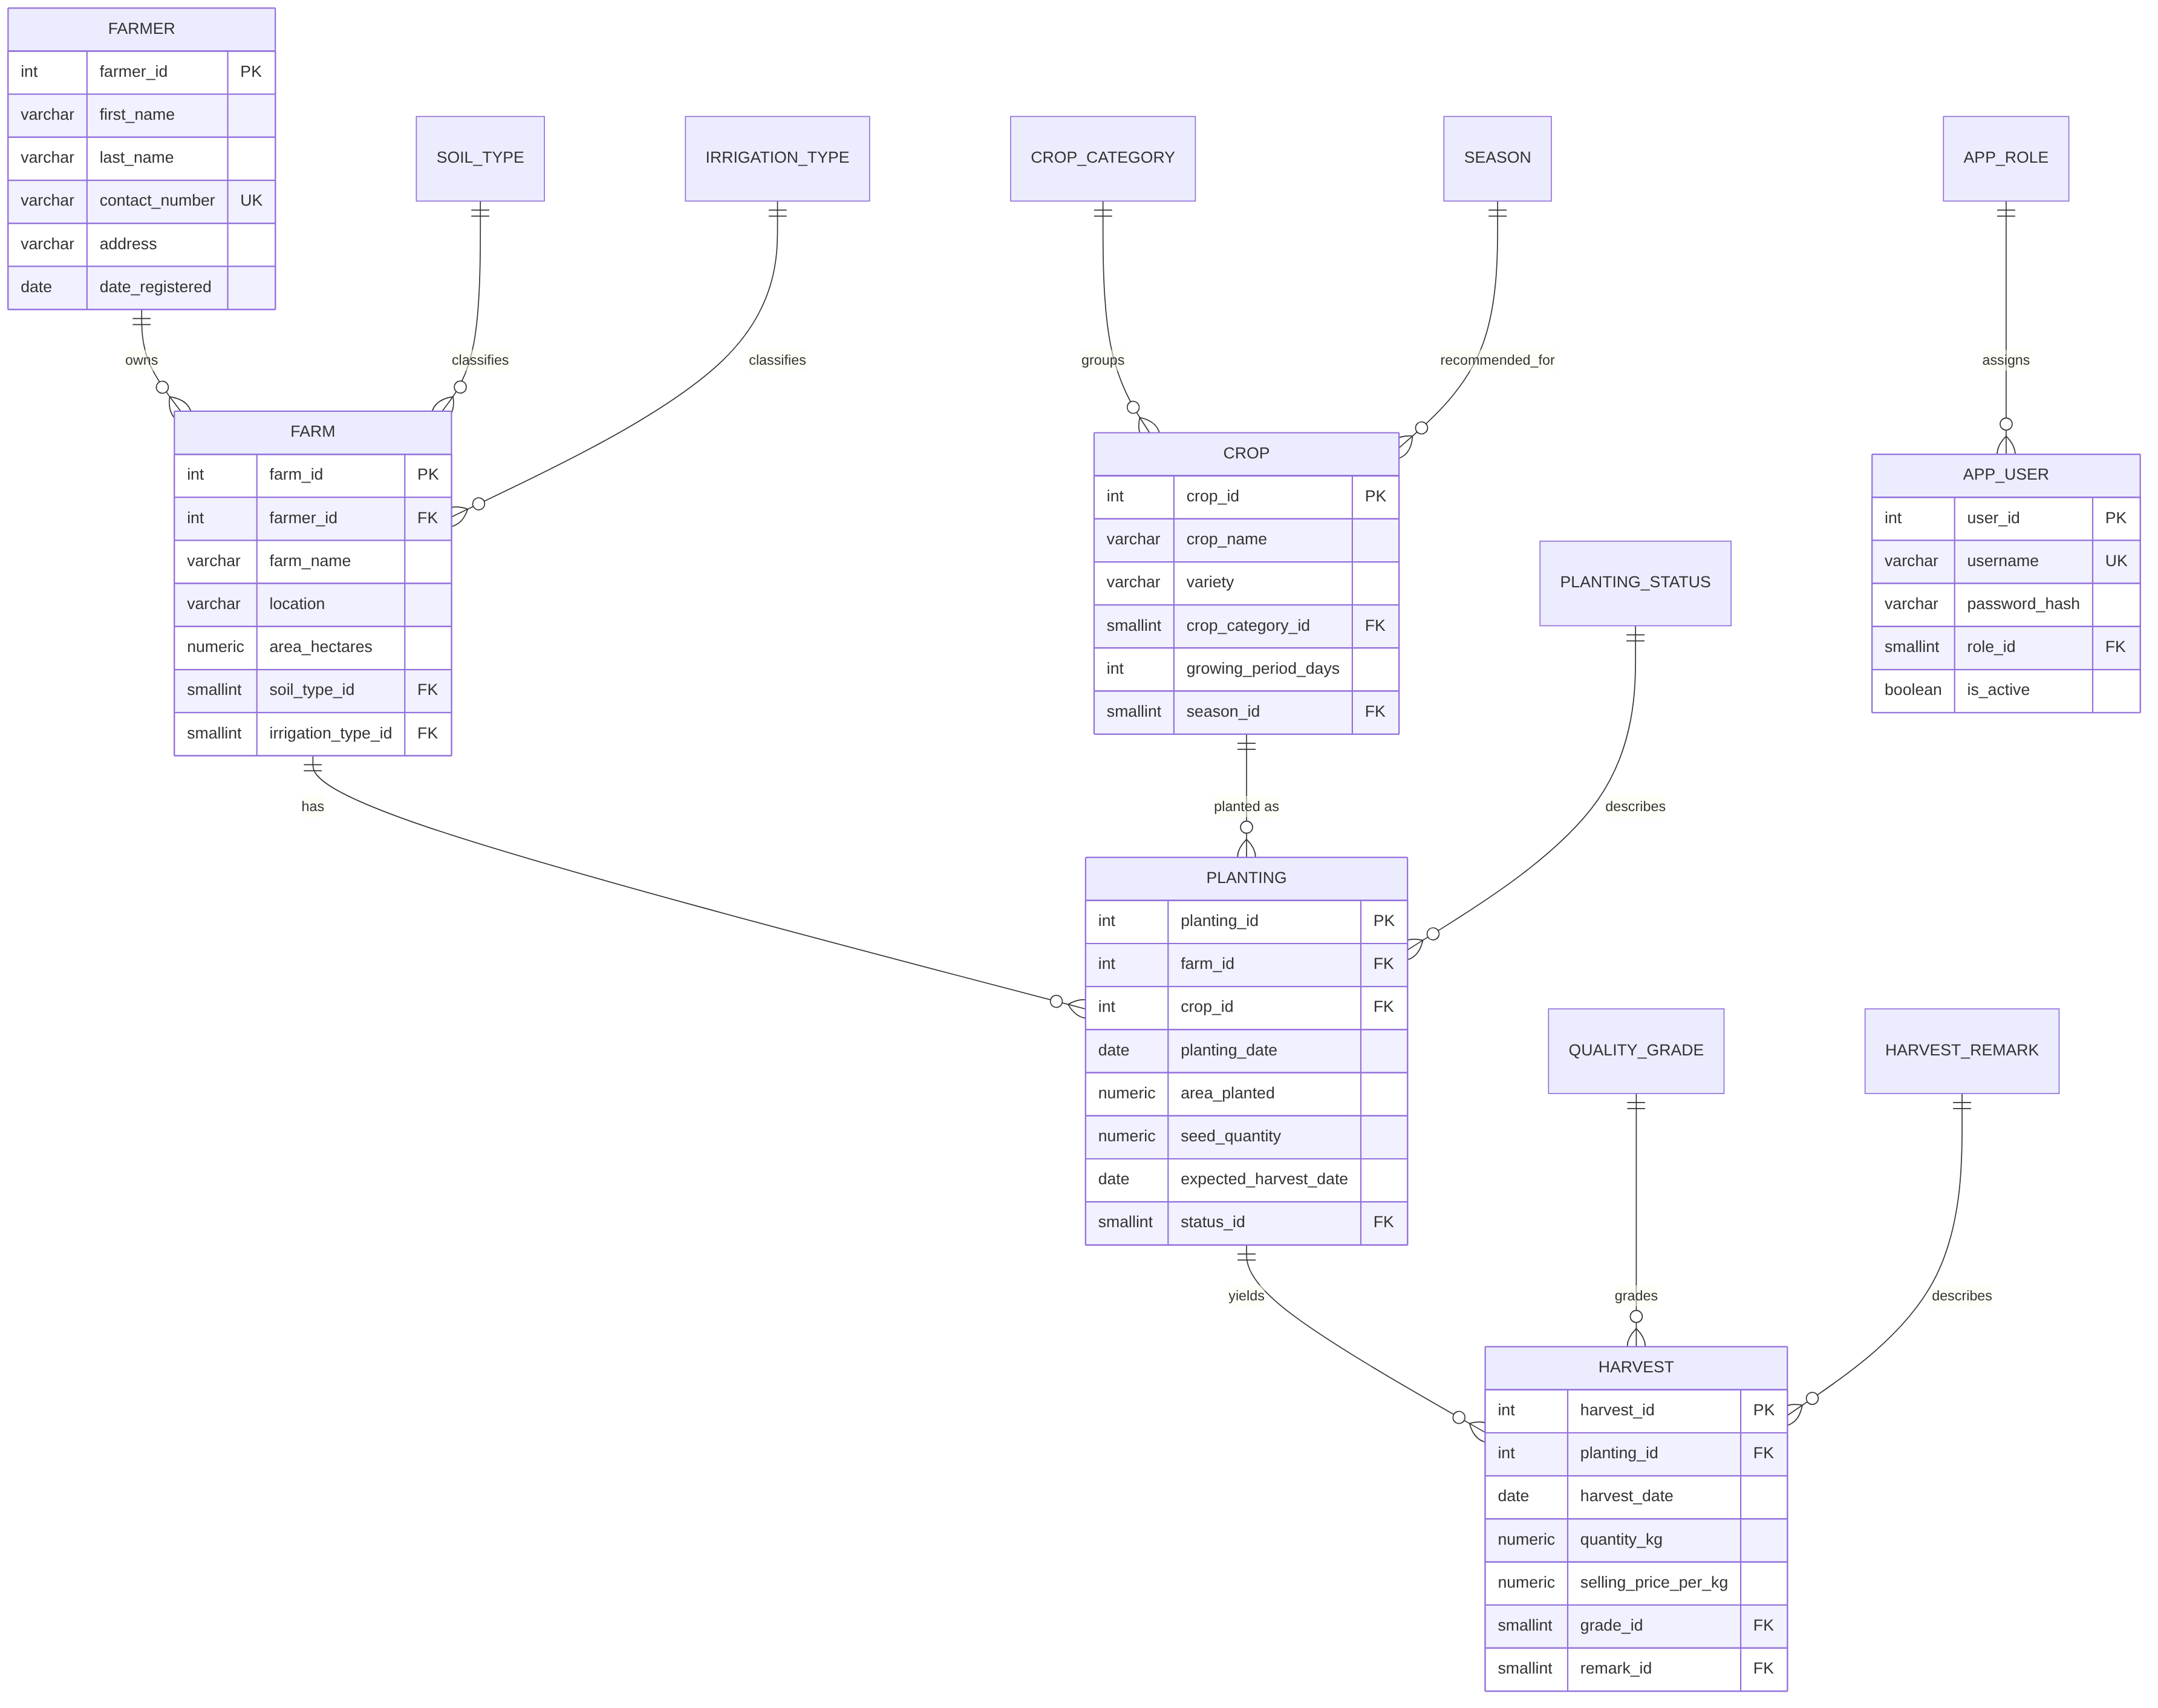 FARMER
int farmer_id PK
varchar first_name
varchar last_name
varchar contact_number UK
varchar address
date date_registered
SOIL_TYPE
IRRIGATION_TYPE
CROP_CATEGORY
SEASON
APP_ROLE
owns
classifies
classifies
groups
recommended_for
assigns
FARM
int farm_id PK
int farmer_id FK
varchar farm_name
varchar location
numeric area_hectares
smallint soil_type_id FK
smallint irrigation_type_id FK
CROP
int crop_id PK
varchar crop_name
varchar variety
smallint crop_category_id FK
int growing_period_days
smallint season_id FK
PLANTING_STATUS
APP_USER
int user_id PK
varchar username UK
varchar password_hash
smallint role_id FK
boolean is_active
has
planted as
describes
PLANTING
int planting_id PK
int farm_id FK
int crop_id FK
date planting_date
numeric area_planted
numeric seed_quantity
date expected_harvest_date
smallint status_id FK
QUALITY_GRADE
HARVEST_REMARK
yields
grades
describes
HARVEST
int harvest_id PK
int planting_id FK
date harvest_date
numeric quantity_kg
numeric selling_price_per_kg
smallint grade_id FK
smallint remark_id FK